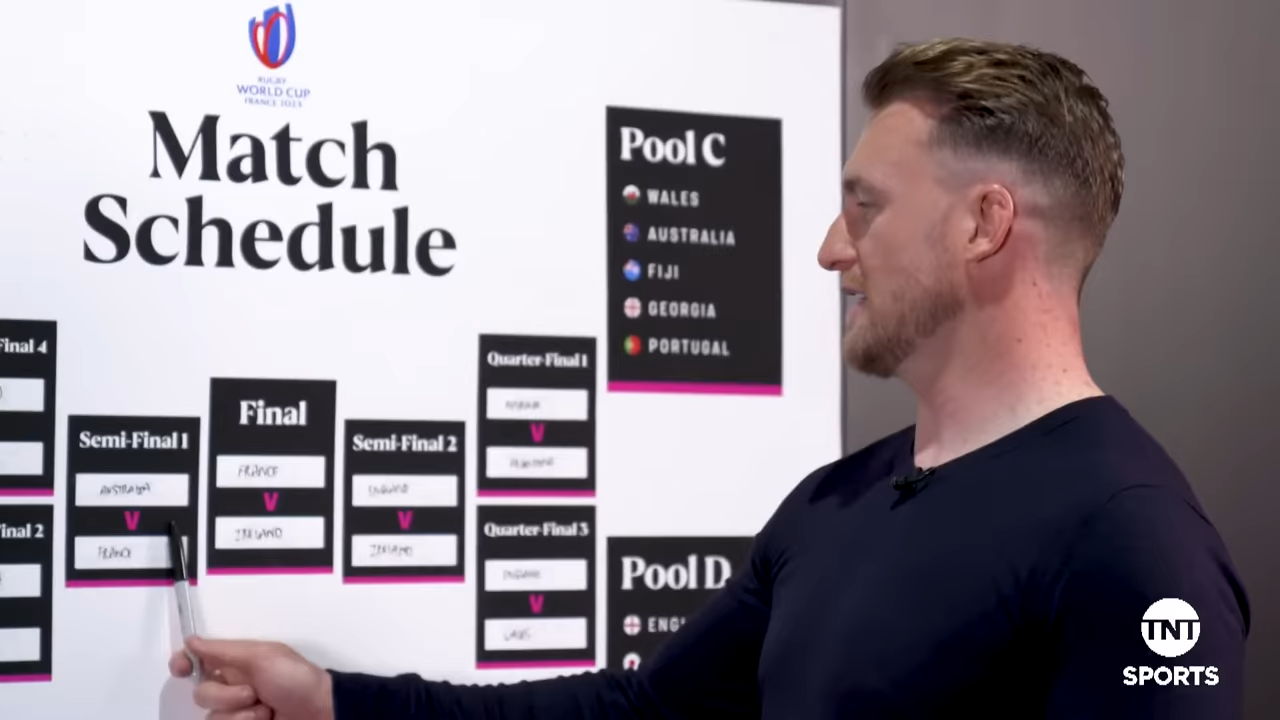 RUGBY
WORLD CUP
FRANCE 2023
Match
Schedule
Pool C
WALES
AUSTRALIA
FIJI
GEORGIA
PORTUGAL
Final 4
Semi-Final 1
AUSTRALIA
V
FRANCE
Final
FRANCE
V
IRELAND
Semi-Final 2
ENGLAND
V
IRELAND
Quarter-Final 1
V
Final 2
Quarter-Final 3
ENGLAND
V
WALES
Pool D
ENG
TNT
SPORTS